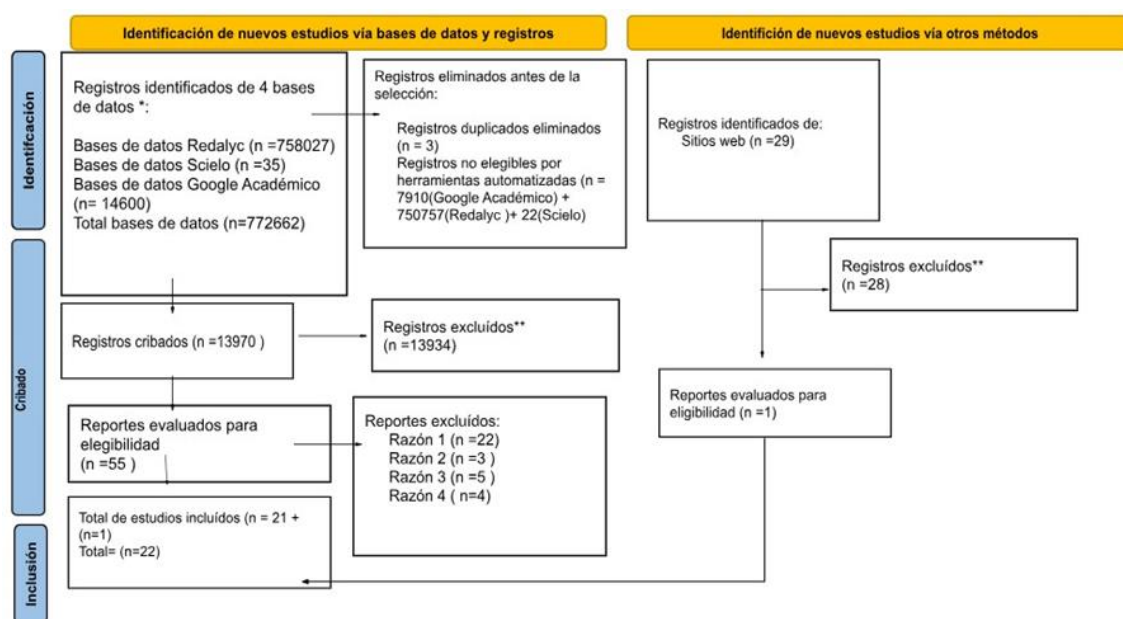 Identificación de nuevos estudios vía bases de datos y registros
Identifición de nuevos estudios vía otros métodos
Identifcación
Registros identificados de 4 bases
de datos *:
Bases de datos Redalyc (n =758027)
Bases de datos Scielo (n =35)
Bases de datos Google Académico
(n= 14600)
Total bases de datos (n=772662)
Registros eliminados antes de la
selección:
Registros duplicados eliminados
(n = 3)
Registros no elegibles por
herramientas automatizadas (n =
7910(Google Académico) +
750757(Redalyc )+ 22(Scielo)
Registros identificados de:
Sitios web (n =29)
Cribado
Registros cribados (n =13970 )
Registros excluídos**
(n =13934)
Registros excluídos**
(n =28)
Reportes evaluados para
elegibilidad
(n =55 )
Reportes excluídos:
Razón 1 (n =22)
Razón 2 (n =3 )
Razón 3 (n =5 )
Razón 4 ( n=4)
Reportes evaluados para
eligibilidad (n =1)
Inclusión
Total de estudios incluídos (n = 21 +
(n=1)
Total= (n=22)